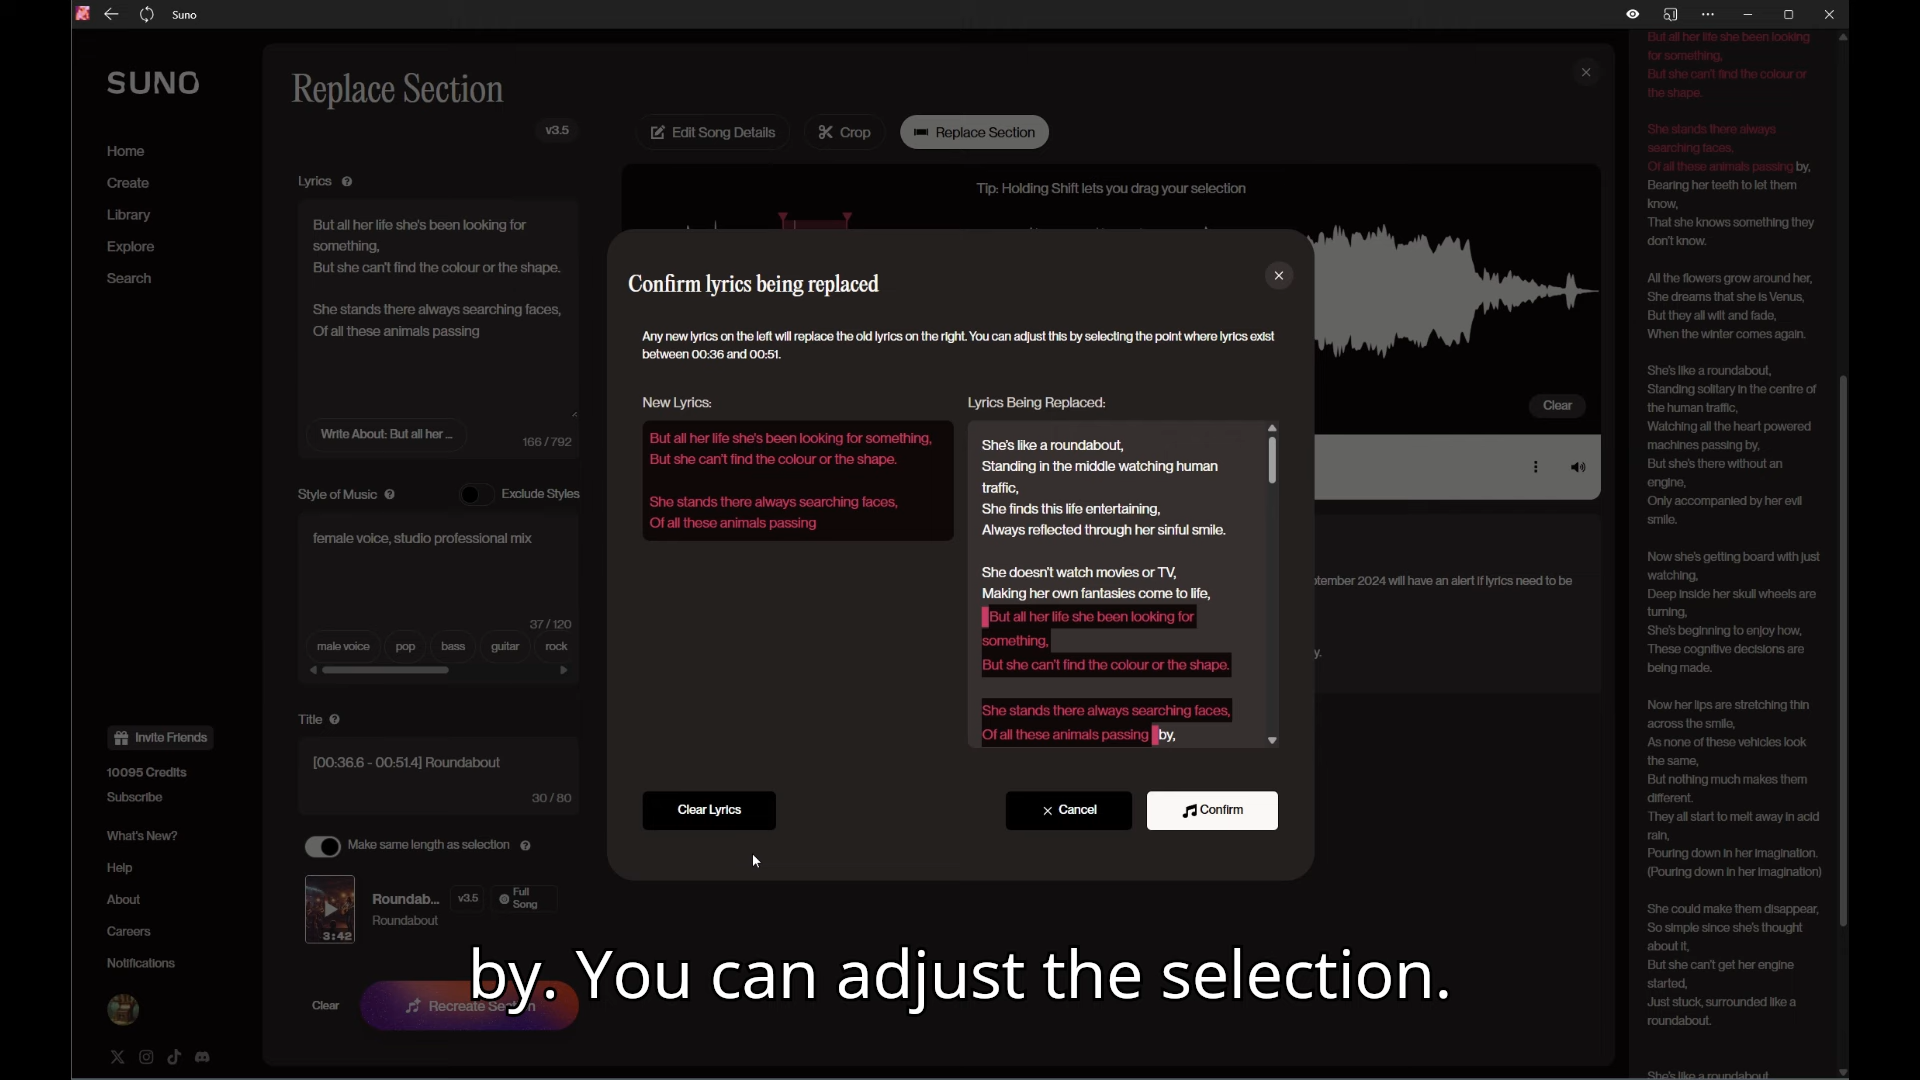 Suno
SUNO
Home
Create
Library
Explore
Search
Invite Friends
10095 Credits
Subscribe
What's New?
Help
About
Careers
Notifications
Replace Section
v3.5
Lyrics
But all her life she's been looking for
something,
But she can't find the colour or the shape.
She stands there always searching faces,
Of all these animals passing
Write About: But all her ...
166 / 792
Style of Music
Exclude Styles
female voice, studio professional mix
37 / 120
male voice
pop
bass
guitar
rock
Title
[00:36.6 - 00:51.4] Roundabout
30 / 80
Make same length as selection
Roundab...
v3.5
Full
Song
Roundabout
3:42
Clear
Recreate Section
Edit Song Details
Crop
Replace Section
Tip: Holding Shift lets you drag your selection
Clear
tember 2024 will have an alert if lyrics need to be
y.
Confirm lyrics being replaced
Any new lyrics on the left will replace the old lyrics on the right. You can adjust this by selecting the point where lyrics exist
between 00:36 and 00:51.
New Lyrics:
But all her life she's been looking for something,
But she can't find the colour or the shape.
She stands there always searching faces,
Of all these animals passing
Lyrics Being Replaced:
She's like a roundabout,
Standing in the middle watching human
traffic,
She finds this life entertaining,
Always reflected through her sinful smile.
She doesn't watch movies or TV,
Making her own fantasies come to life,
But all her life she been looking for
something,
But she can't find the colour or the shape.
She stands there always searching faces,
Of all these animals passing by,
Clear Lyrics
Cancel
Confirm
But all her life she been looking
for something,
But she can't find the colour or
the shape.
She stands there always
searching faces,
Of all these animals passing by,
Bearing her teeth to let them
know,
That she knows something they
don't know.
All the flowers grow around her,
She dreams that she is Venus,
But they all wilt and fade,
When the winter comes again.
She's like a roundabout,
Standing solitary in the centre of
the human traffic,
Watching all the heart powered
machines passing by,
But she's there without an
engine,
Only accompanied by her evil
smile.
Now she's getting board with just
watching,
Deep inside her skull wheels are
turning,
She's beginning to enjoy how,
These cognitive decisions are
being made.
Now her lips are stretching thin
across the smile,
As none of these vehicles look
the same,
But nothing much makes them
different.
They all start to melt away in acid
rain,
Pouring down in her imagination.
(Pouring down in her imagination)
She could make them disappear,
So simple since she's thought
about it,
But she can't get her engine
started,
Just stuck, surrounded like a
roundabout.
She's like a roundabout
by. You can adjust the selection.